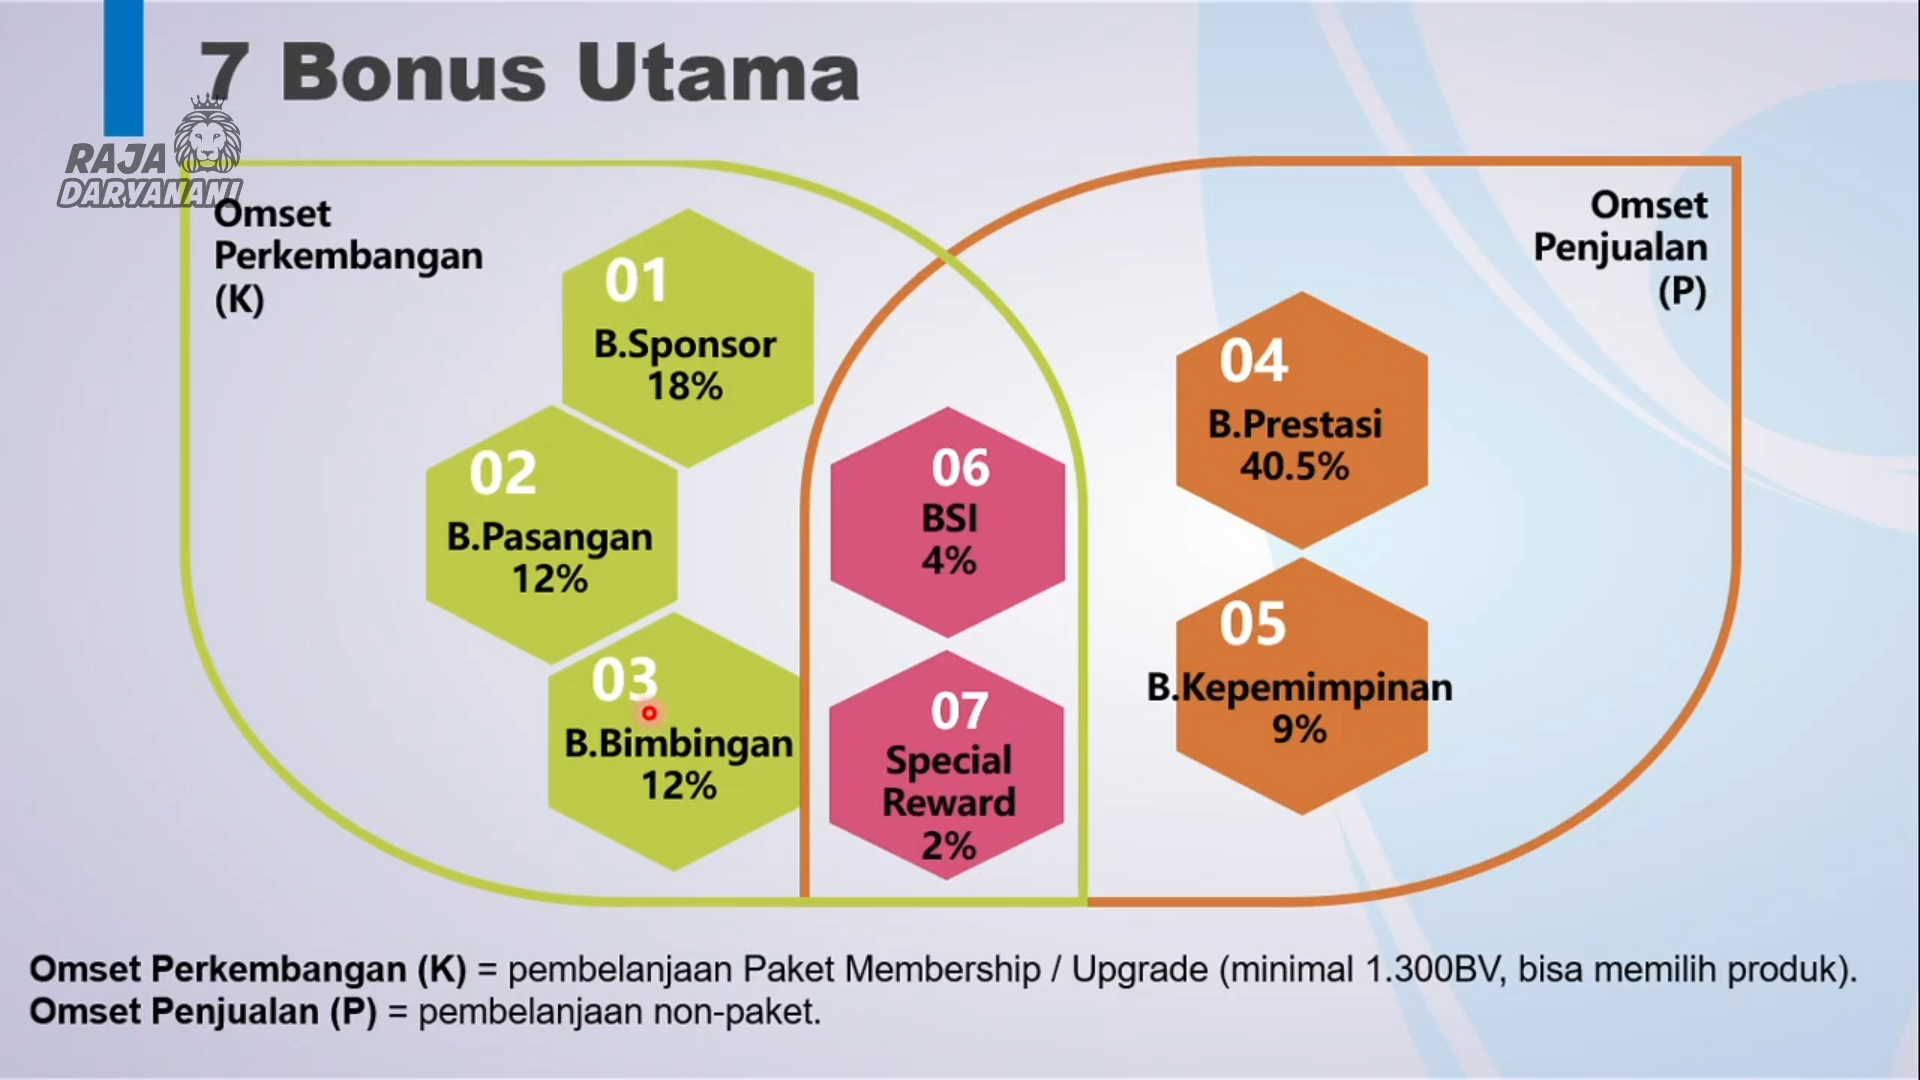 7 Bonus Utama
RAJA
DARYANANI
Omset
Perkembangan
(K)
01
B.Sponsor
18%
02
B.Pasangan
12%
03
B.Bimbingan
12%
06
BSI
4%
07
Special
Reward
2%
Omset
Penjualan
(P)
04
B.Prestasi
40.5%
05
B.Kepemimpinan
9%
Omset Perkembangan (K) = pembelanjaan Paket Membership / Upgrade (minimal 1.300BV, bisa memilih produk).
Omset Penjualan (P) = pembelanjaan non-paket.